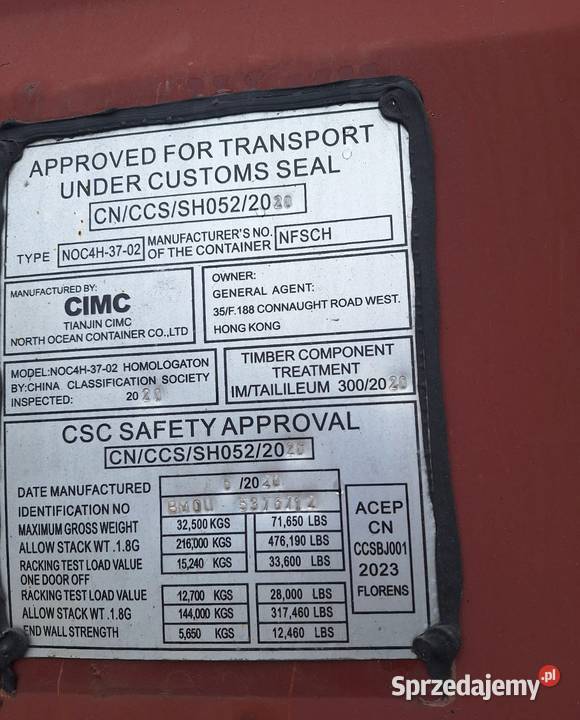 APPROVED FOR TRANSPORT
UNDER CUSTOMS SEAL
CN/CCS/SH052/2020
TYPE NOC4H-37-02 MANUFACTURER'S NO. OF THE CONTAINER NFSCH
MANUFACTURED BY:
CIMC
TIANJIN CIMC
NORTH OCEAN CONTAINER CO.,LTD
OWNER:
GENERAL AGENT:
35/F.188 CONNAUGHT ROAD WEST.
HONG KONG
MODEL:NOC4H-37-02 HOMOLOGATON
BY:CHINA CLASSIFICATION SOCIETY
INSPECTED: 2020
TIMBER COMPONENT
TREATMENT
IM/TAILILEUM 300/2020
CSC SAFETY APPROVAL
CN/CCS/SH052/2020
DATE MANUFACTURED /2020
IDENTIFICATION NO BMOU
MAXIMUM GROSS WEIGHT 32,500 KGS 71,650 LBS
ALLOW STACK WT .1.8G 216,000 KGS 476,190 LBS
RACKING TEST LOAD VALUE 15,240 KGS 33,600 LBS
ONE DOOR OFF
RACKING TEST LOAD VALUE 12,700 KGS 28,000 LBS
ALLOW STACK WT .1.8G 144,000 KGS 317,460 LBS
END WALL STRENGTH 5,650 KGS 12,460 LBS
ACEP
CN
CCSBJ001
2023
FLORENS
Sprzedajemy.pl